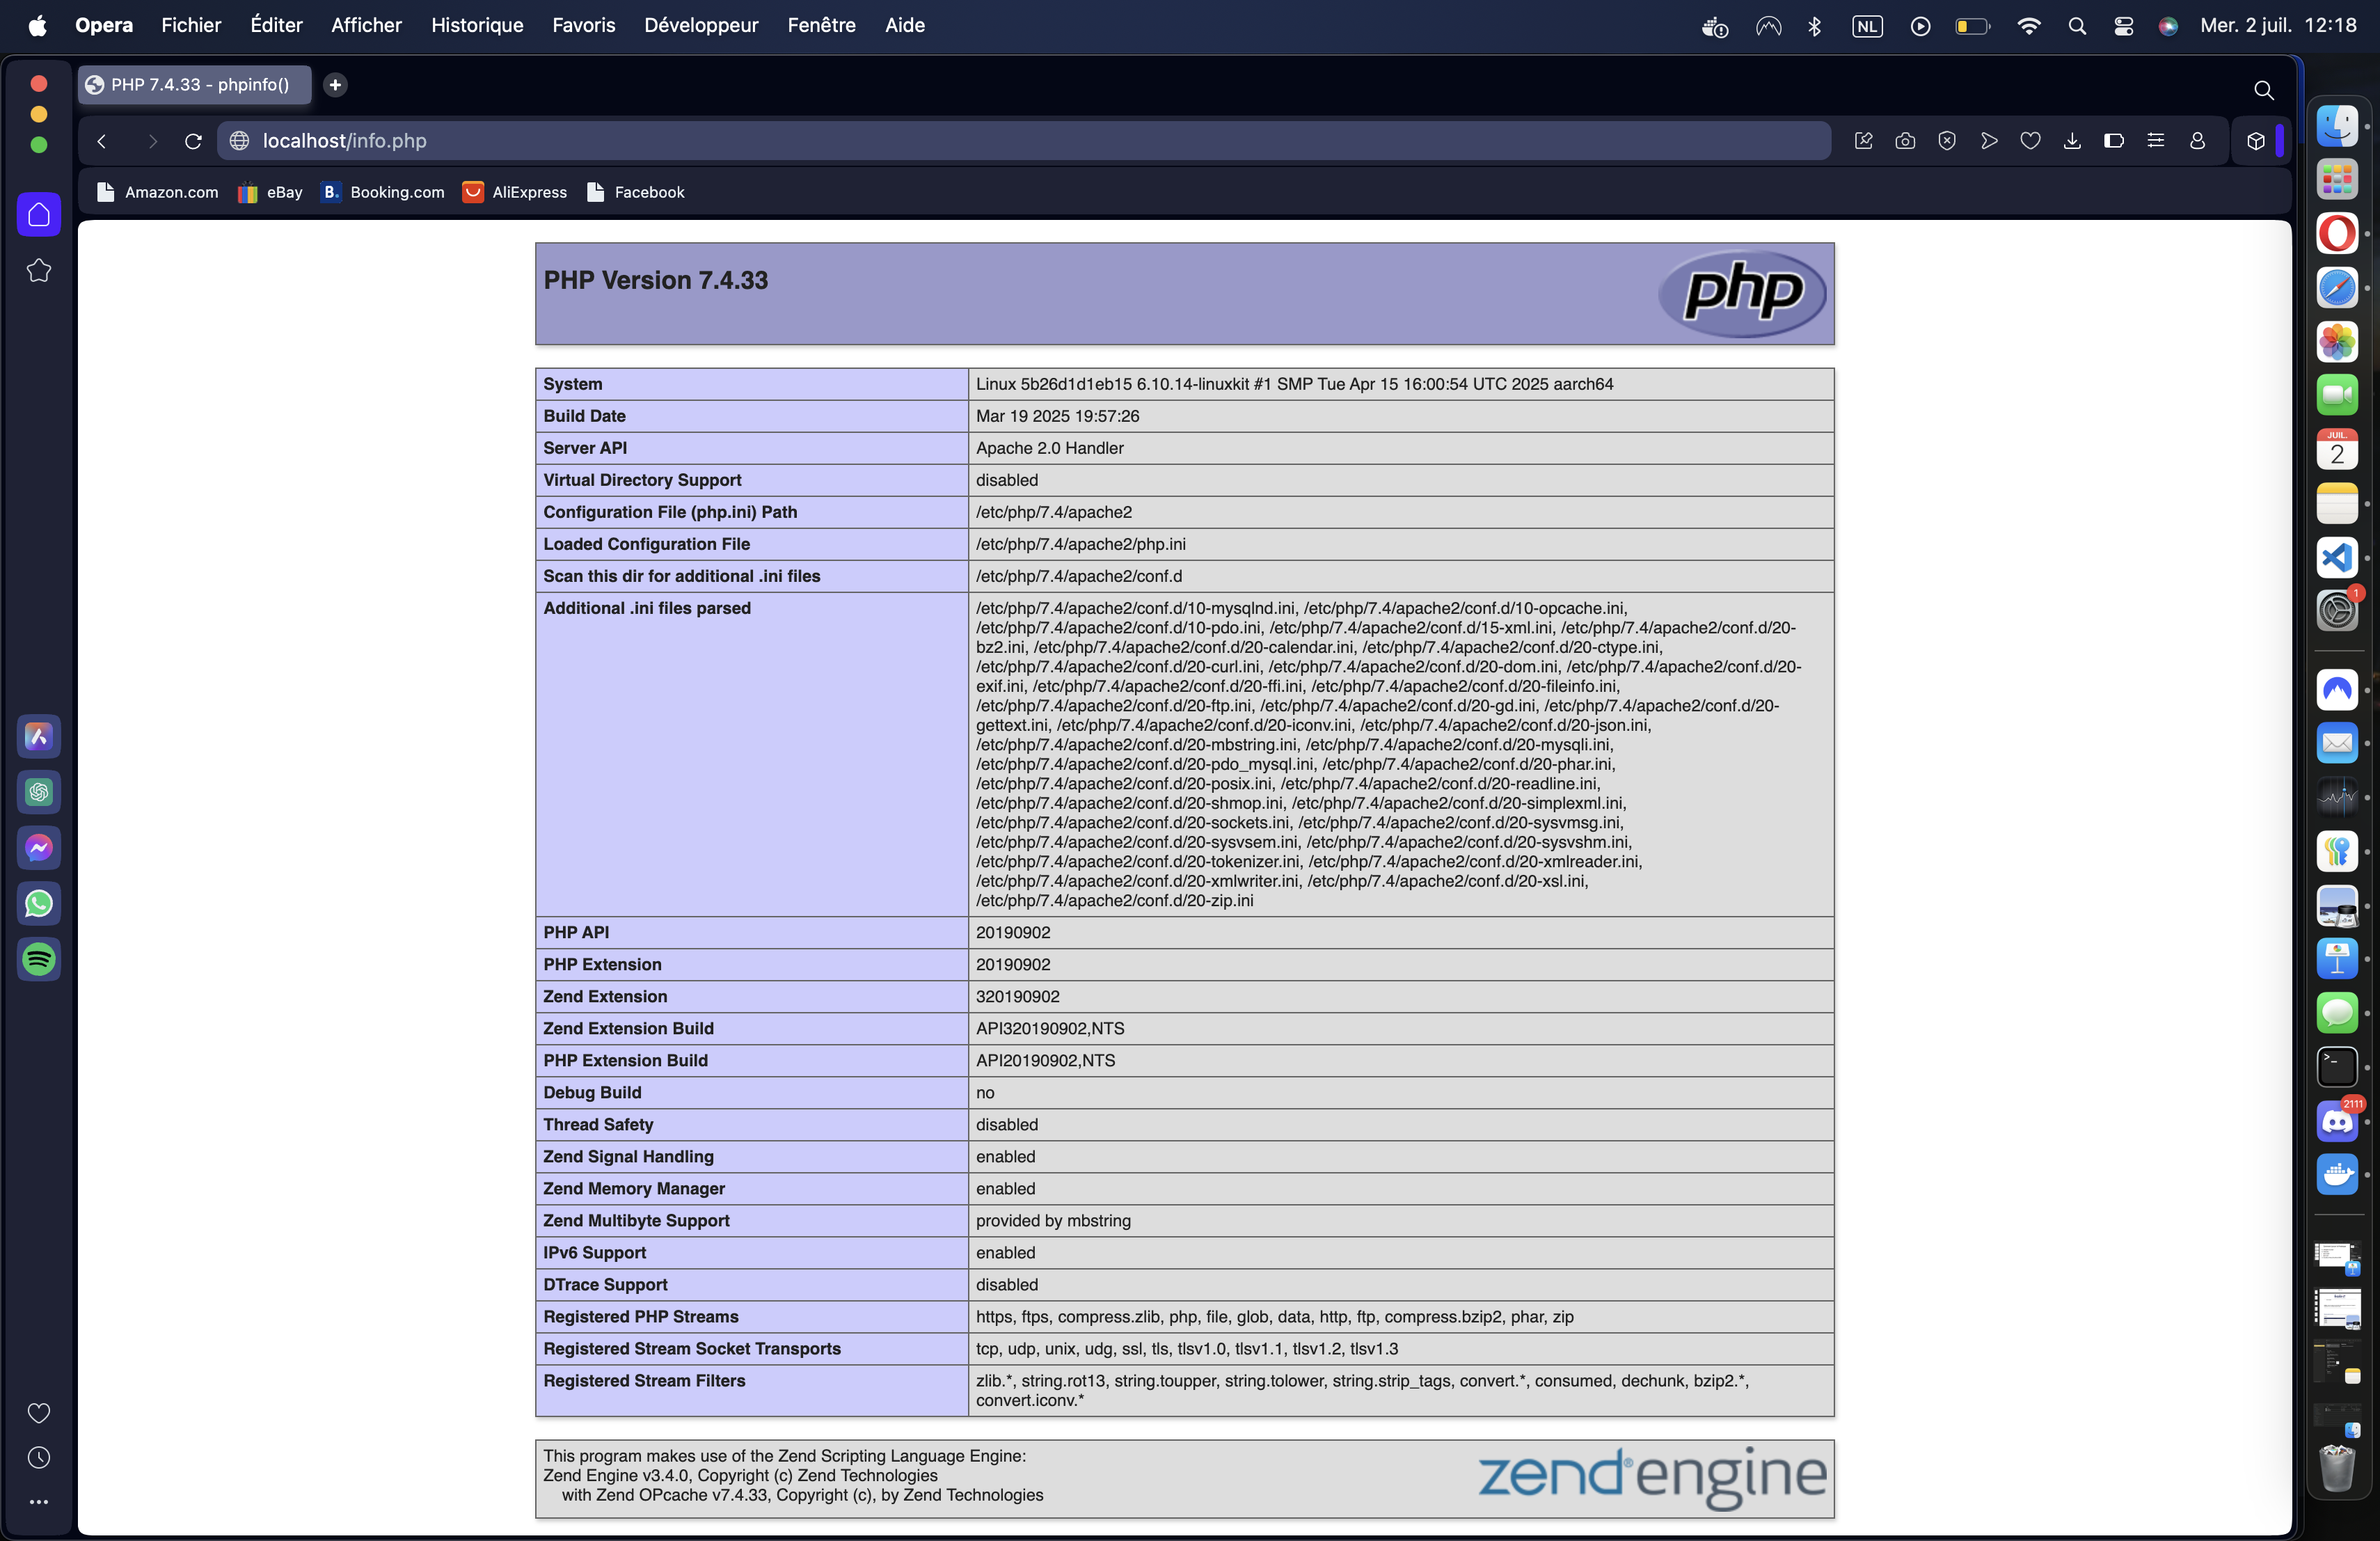 Opera Fichier Éditer Afficher Historique Favoris Développeur Fenêtre Aide NL Mer. 2 juil. 12:18
PHP 7.4.33 - phpinfo()
localhost/info.php
Amazon.com eBay B. Booking.com AliExpress Facebook
PHP Version 7.4.33
php
System Linux 5b26d1d1eb15 6.10.14-linuxkit #1 SMP Tue Apr 15 16:00:54 UTC 2025 aarch64
Build Date Mar 19 2025 19:57:26
Server API Apache 2.0 Handler
Virtual Directory Support disabled
Configuration File (php.ini) Path /etc/php/7.4/apache2
Loaded Configuration File /etc/php/7.4/apache2/php.ini
Scan this dir for additional .ini files /etc/php/7.4/apache2/conf.d
Additional .ini files parsed /etc/php/7.4/apache2/conf.d/10-mysqlnd.ini, /etc/php/7.4/apache2/conf.d/10-opcache.ini,
/etc/php/7.4/apache2/conf.d/10-pdo.ini, /etc/php/7.4/apache2/conf.d/15-xml.ini, /etc/php/7.4/apache2/conf.d/20-
bz2.ini, /etc/php/7.4/apache2/conf.d/20-calendar.ini, /etc/php/7.4/apache2/conf.d/20-ctype.ini,
/etc/php/7.4/apache2/conf.d/20-curl.ini, /etc/php/7.4/apache2/conf.d/20-dom.ini, /etc/php/7.4/apache2/conf.d/20-
exif.ini, /etc/php/7.4/apache2/conf.d/20-ffi.ini, /etc/php/7.4/apache2/conf.d/20-fileinfo.ini,
/etc/php/7.4/apache2/conf.d/20-ftp.ini, /etc/php/7.4/apache2/conf.d/20-gd.ini, /etc/php/7.4/apache2/conf.d/20-
gettext.ini, /etc/php/7.4/apache2/conf.d/20-iconv.ini, /etc/php/7.4/apache2/conf.d/20-json.ini,
/etc/php/7.4/apache2/conf.d/20-mbstring.ini, /etc/php/7.4/apache2/conf.d/20-mysqli.ini,
/etc/php/7.4/apache2/conf.d/20-pdo_mysql.ini, /etc/php/7.4/apache2/conf.d/20-phar.ini,
/etc/php/7.4/apache2/conf.d/20-posix.ini, /etc/php/7.4/apache2/conf.d/20-readline.ini,
/etc/php/7.4/apache2/conf.d/20-shmop.ini, /etc/php/7.4/apache2/conf.d/20-simplexml.ini,
/etc/php/7.4/apache2/conf.d/20-sockets.ini, /etc/php/7.4/apache2/conf.d/20-sysvmsg.ini,
/etc/php/7.4/apache2/conf.d/20-sysvsem.ini, /etc/php/7.4/apache2/conf.d/20-sysvshm.ini,
/etc/php/7.4/apache2/conf.d/20-tokenizer.ini, /etc/php/7.4/apache2/conf.d/20-xmlreader.ini,
/etc/php/7.4/apache2/conf.d/20-xmlwriter.ini, /etc/php/7.4/apache2/conf.d/20-xsl.ini,
/etc/php/7.4/apache2/conf.d/20-zip.ini
PHP API 20190902
PHP Extension 20190902
Zend Extension 320190902
Zend Extension Build API320190902,NTS
PHP Extension Build API20190902,NTS
Debug Build no
Thread Safety disabled
Zend Signal Handling enabled
Zend Memory Manager enabled
Zend Multibyte Support provided by mbstring
IPv6 Support enabled
DTrace Support disabled
Registered PHP Streams https, ftps, compress.zlib, php, file, glob, data, http, ftp, compress.bzip2, phar, zip
Registered Stream Socket Transports tcp, udp, unix, udg, ssl, tls, tlsv1.0, tlsv1.1, tlsv1.2, tlsv1.3
Registered Stream Filters zlib.*, string.rot13, string.toupper, string.tolower, string.strip_tags, convert.*, consumed, dechunk, bzip2.*,
convert.iconv.*
This program makes use of the Zend Scripting Language Engine:
Zend Engine v3.4.0, Copyright (c) Zend Technologies
with Zend OPcache v7.4.33, Copyright (c), by Zend Technologies
zend®engine
JUIL.
2
1
2111